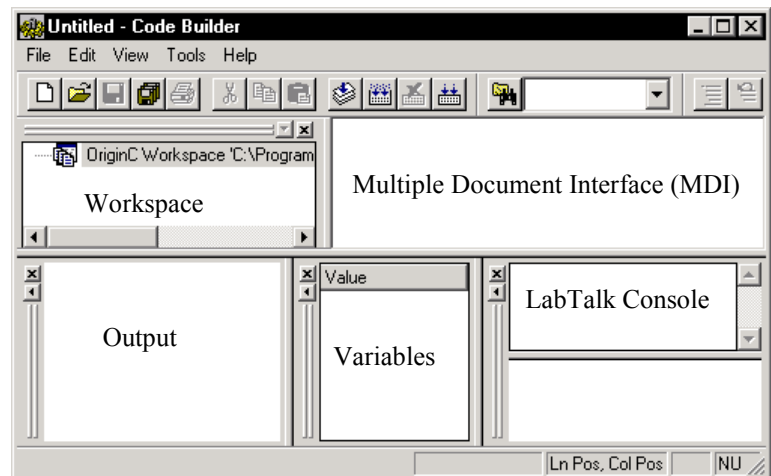 Untitled - Code Builder
File Edit View Tools Help
OriginC Workspace 'C:\Program
Workspace
Multiple Document Interface (MDI)
Output
Value
Variables
LabTalk Console
Ln Pos, Col Pos
NU